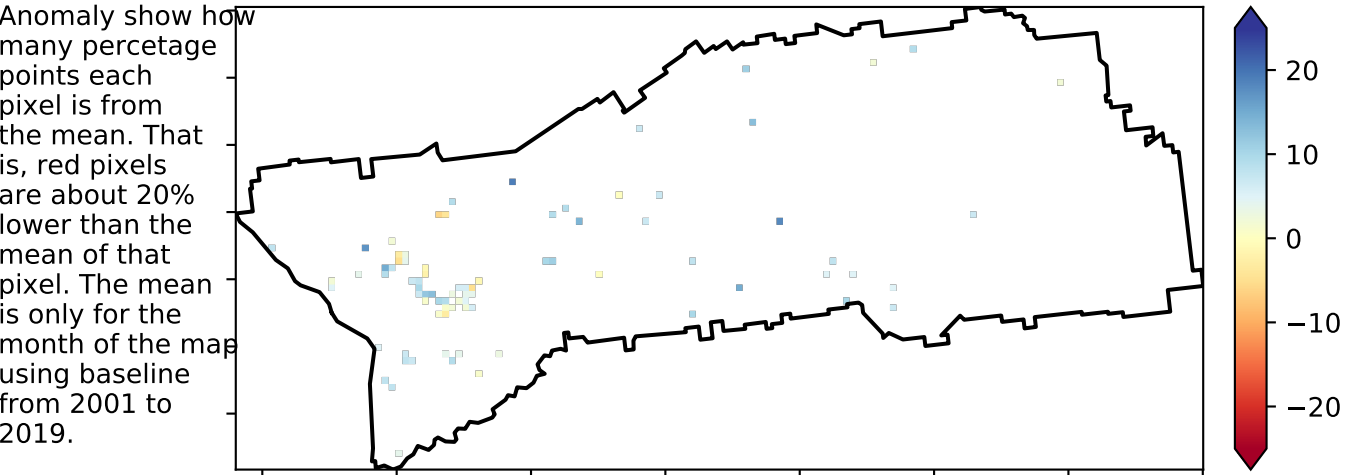 Anomaly show how
many percetage
points each
pixel is from
the mean. That
is, red pixels
are about 20%
lower than the
mean of that
pixel. The mean
is only for the
month of the map
using baseline
from 2001 to
2019.
20
10
0
−10
−20